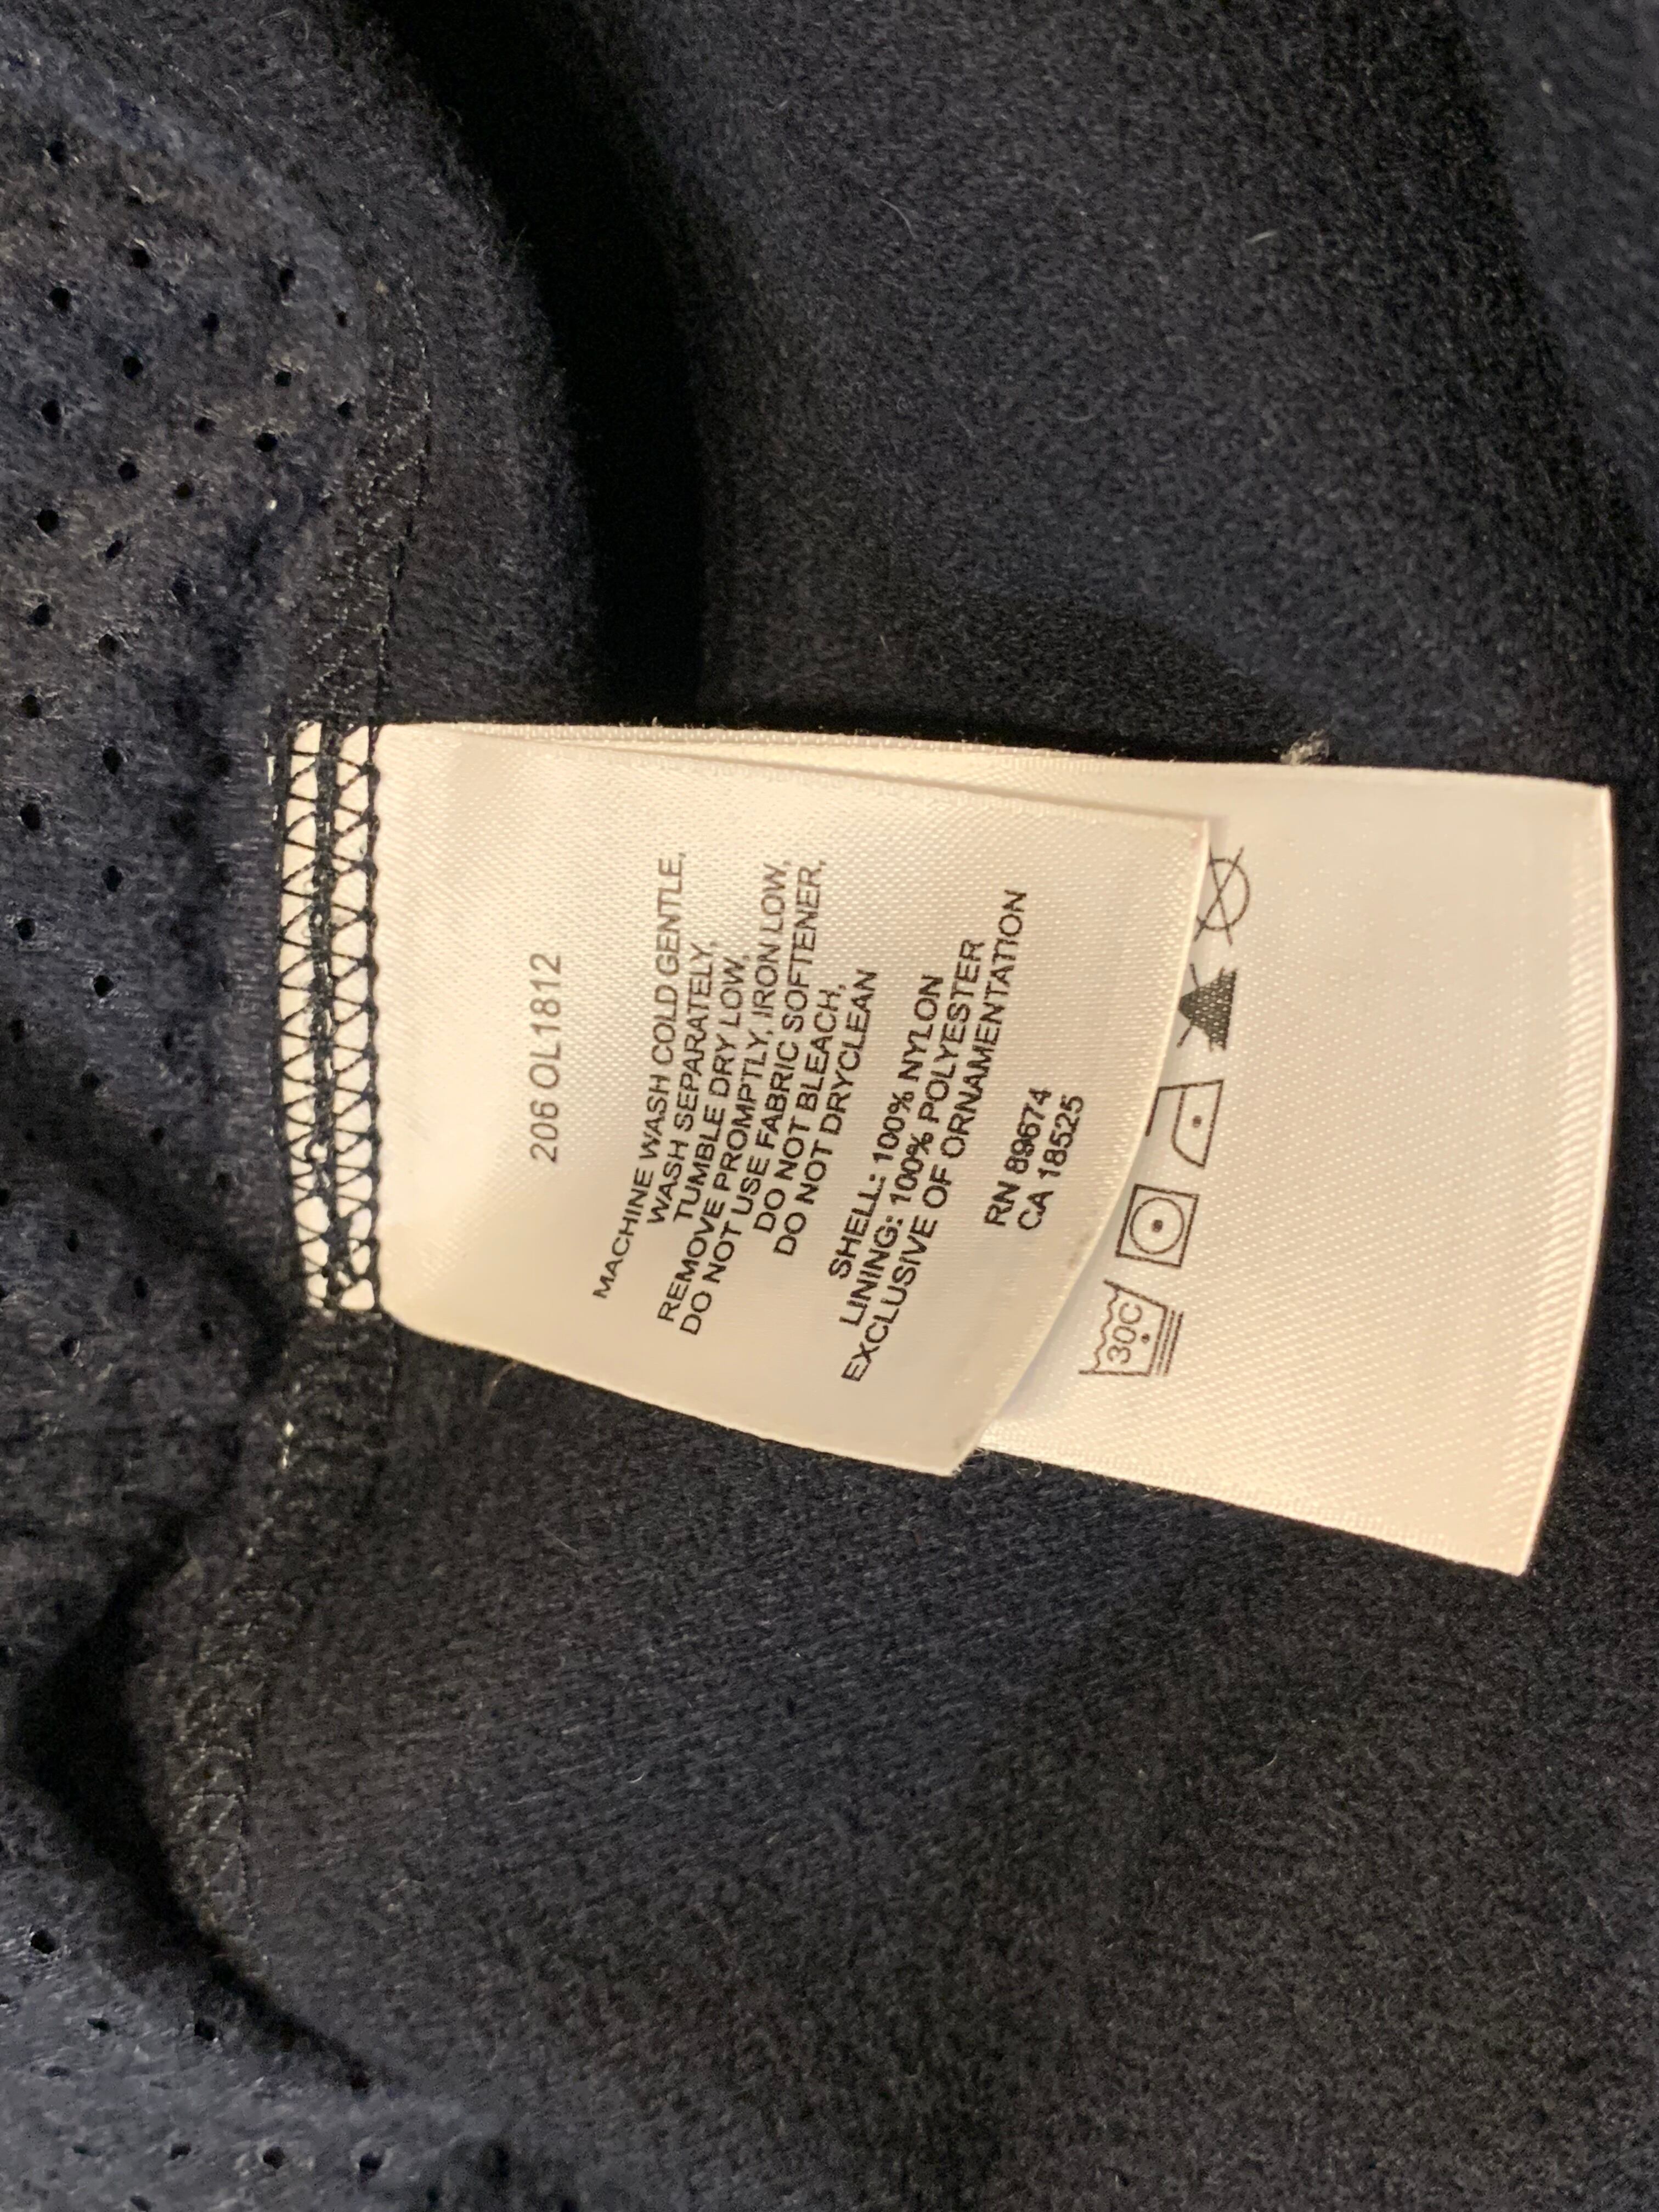 206 OL1812
MACHINE WASH COLD GENTLE,
WASH SEPARATELY,
TUMBLE DRY LOW,
REMOVE PROMPTLY, IRON LOW,
DO NOT USE FABRIC SOFTENER,
DO NOT BLEACH,
DO NOT DRYCLEAN
SHELL: 100% NYLON
LINING: 100% POLYESTER
EXCLUSIVE OF ORNAMENTATION
RN 89674
CA 18525
30C